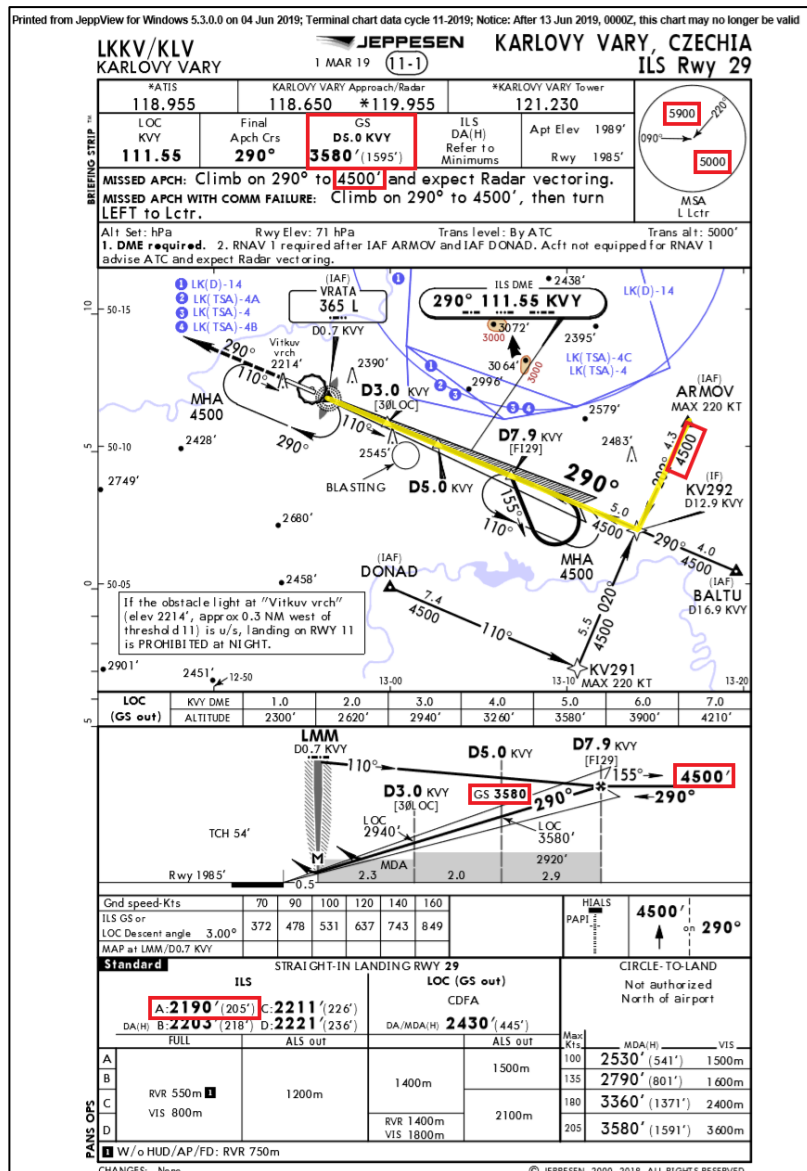 Printed from JeppView for Windows 5.3.0.0 on 04 Jun 2019; Terminal chart data cycle 11-2019; Notice: After 13 Jun 2019, 0000Z, this chart may no longer be valid
LKKV/KLV
KARLOVY VARY
JEPPESEN
1 MAR 19
11-1
KARLOVY VARY, CZECHIA
ILS Rwy 29
BRIEFING STRIP TM
*ATIS
118.955
KARLOVY VARY Approach/Radar
118.650 *119.955
*KARLOVY VARY Tower
121.230
LOC
KVY
111.55
Final
Apch Crs
290°
GS
D5.0 KVY
3580'(1595')
ILS
DA(H)
Refer to
Minimums
Apt Elev 1989'
Rwy 1985'
5900
220°
090°
5000
MSA
L Lctr
MISSED APCH: Climb on 290° to 4500' and expect Radar vectoring.
MISSED APCH WITH COMM FAILURE: Climb on 290° to 4500', then turn
LEFT to Lctr.
Alt Set: hPa Rwy Elev: 71 hPa Trans level: By ATC Trans alt: 5000'
1. DME required. 2. RNAV 1 required after IAF ARMOV and IAF DONAD. Acft not equipped for RNAV 1
advise ATC and expect Radar vectoring.
1 LK(D)-14
2 LK(TSA)-4A
3 LK(TSA)-4
4 LK(TSA)-4B
(IAF)
VRATA
365 L
D0.7 KVY
ILS DME
290° 111.55 KVY
1
2438'
LK(D)-14
10
50-15
3072'
3000
2395'
3064'
3000
LK(TSA)-4C
LK(TSA)-4
Vitkuv
vrch
2214'
2390'
290°
110°
MHA
4500
290°
D3.0 KVY
[30LOC]
2996'
1
2
3
3 4
2579'
(IAF)
ARMOV
MAX 220 KT
4.3
4500
202°
110°
2545'
BLASTING
D5.0 KVY
D7.9 KVY
[FI29]
290°
2483'
(IF)
KV292
D12.9 KVY
5
50-10
2428'
2749'
155°
110°
5.0
4500
MHA
4500
290°
4.0
4500
2680'
2458'
(IAF)
DONAD
(IAF)
BALTU
D16.9 KVY
0
50-05
7.4
4500
110°
020°
5.5
4500
If the obstacle light at "Vitkuv vrch"
(elev 2214', approx 0.3 NM west of
threshold 11) is u/s, landing on RWY 11
is PROHIBITED at NIGHT.
KV291
MAX 220 KT
2901'
2451'
12-50
13-00
13-10
13-20
5
LOC
(GS out)
KVY DME 1.0 2.0 3.0 4.0 5.0 6.0 7.0
ALTITUDE 2300' 2620' 2940' 3260' 3580' 3900' 4210'
LMM
D0.7 KVY
110°
D5.0 KVY
D7.9 KVY
[FI29]
155°
4500'
D3.0 KVY
[30LOC]
GS 3580
290°
290°
LOC
2940'
LOC
3580'
TCH 54'
M
MDA
2920'
Rwy 1985'
0.5
2.3
2.0
2.9
Gnd speed-Kts 70 90 100 120 140 160
ILS GS or
LOC Descent angle 3.00° 372 478 531 637 743 849
MAP at LMM/D0.7 KVY
HIALS
PAPI
4500'
on 290°
Standard
STRAIGHT-IN LANDING RWY 29
CIRCLE-TO-LAND
ILS
LOC (GS out)
Not authorized
North of airport
CDFA
A: 2190'(205') C: 2211'(226')
DA(H) B: 2203'(218') D: 2221'(236')
DA/MDA(H) 2430'(445')
FULL
ALS out
ALS out
Max
Kts
MDA(H)
VIS
A
B
C
D
RVR 550m 1
VIS 800m
1200m
1400m
RVR 1400m
VIS 1800m
1500m
2100m
100 2530'(541') 1500m
135 2790'(801') 1600m
180 3360'(1371') 2400m
205 3580'(1591') 3600m
PANS OPS
1 W/o HUD/AP/FD: RVR 750m
CHANGES: None
© JEPPESEN, 2000, 2018. ALL RIGHTS RESERVED.